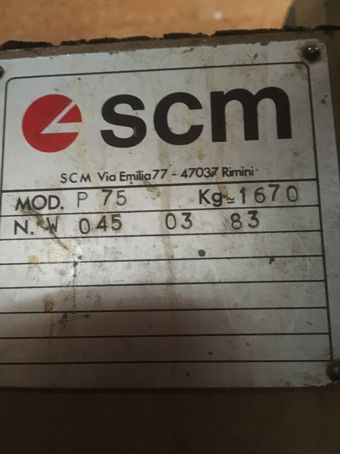 scm
SCM Via Emilia 77 - 47037 Rimini
MOD. P 75 Kg~1670
N. W 045 03 83